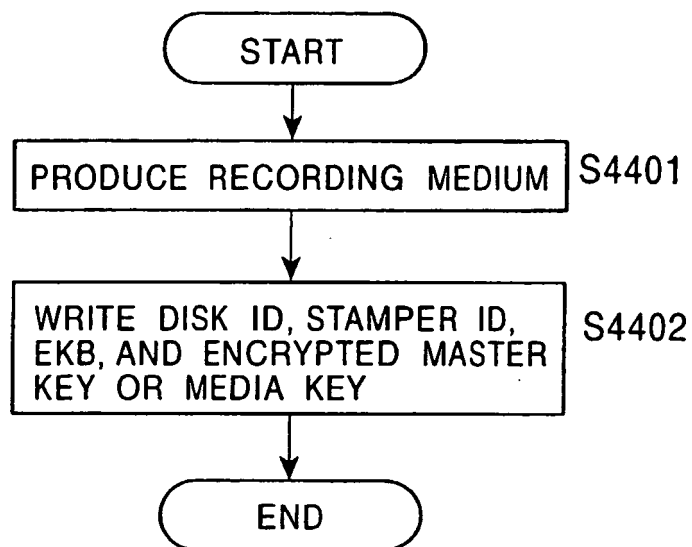 START
PRODUCE RECORDING MEDIUM
S4401
WRITE DISK ID, STAMPER ID,
EKB, AND ENCRYPTED MASTER
KEY OR MEDIA KEY
S4402
END